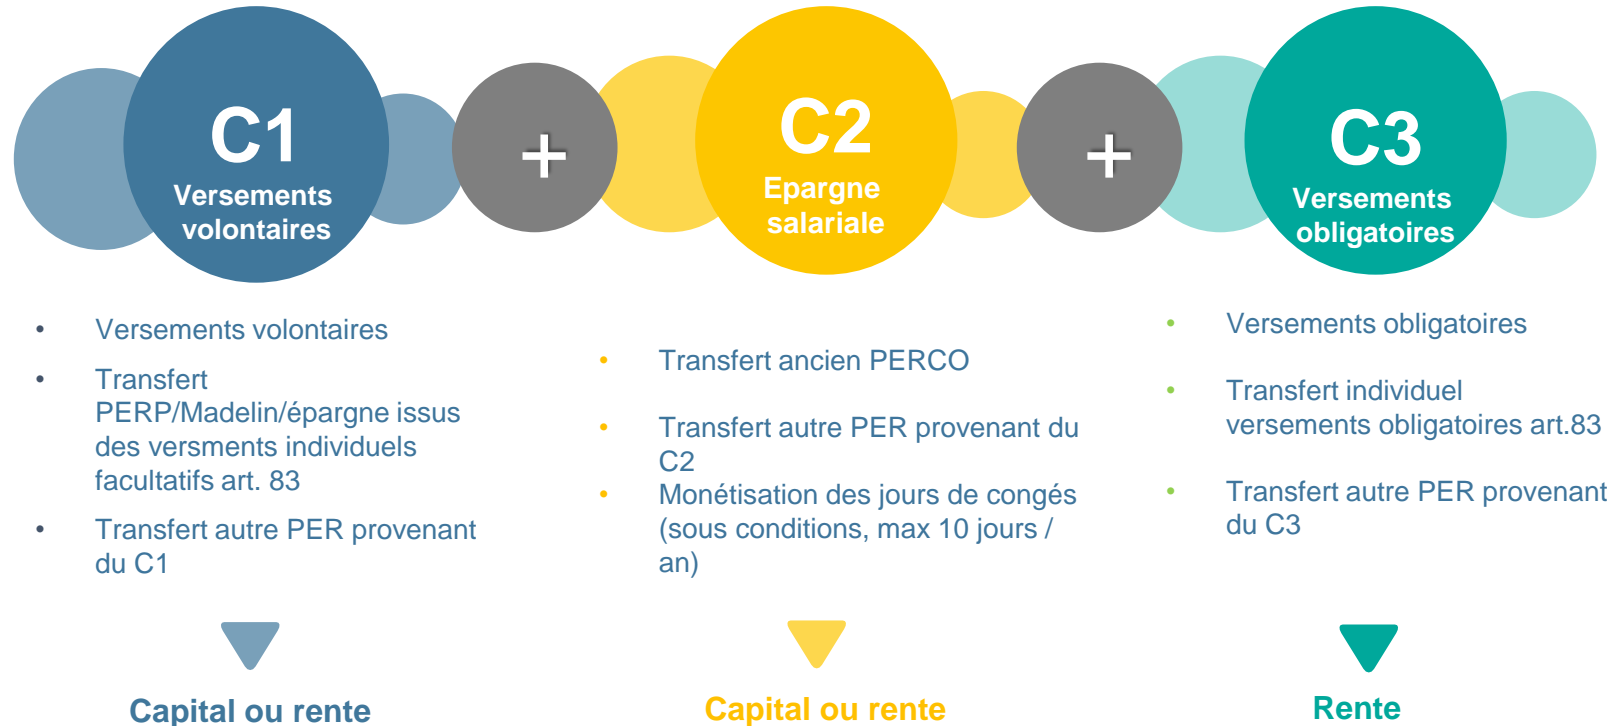 C1
Versements
volontaires
+
C2
Epargne
salariale
+
C3
Versements
obligatoires
• Versements volontaires
• Transfert
PERP/Madelin/épargne issus
des versments individuels
facultatifs art. 83
• Transfert autre PER provenant
du C1
Capital ou rente
• Transfert ancien PERCO
• Transfert autre PER provenant du
C2
• Monétisation des jours de congés
(sous conditions, max 10 jours /
an)
Capital ou rente
• Versements obligatoires
• Transfert individuel
versements obligatoires art.83
• Transfert autre PER provenant
du C3
Rente